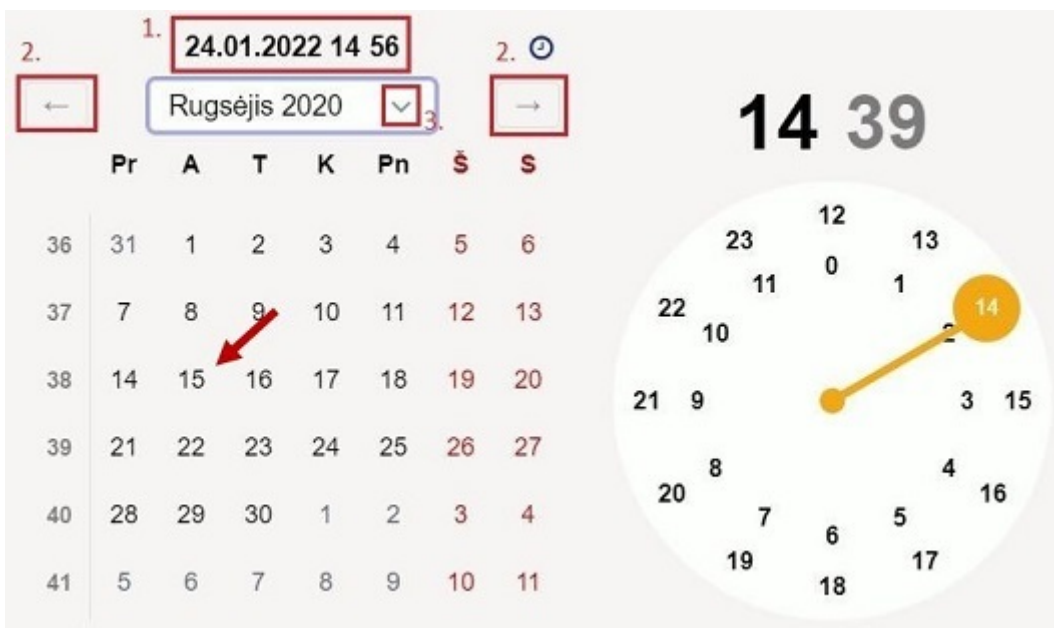 1. 24.01.2022 14 56
2. 2.
← Rugsėjis 2020 3. →
Pr A T K Pn Š S
36 31 1 2 3 4 5 6
37 7 8 9 10 11 12 13
38 14 15 16 17 18 19 20
39 21 22 23 24 25 26 27
40 28 29 30 1 2 3 4
41 5 6 7 8 9 10 11
14 39
12
23 13
0
11 1
22 14
10 2
21 9 3 15
8 4
20 16
7 5
6
19 17
18